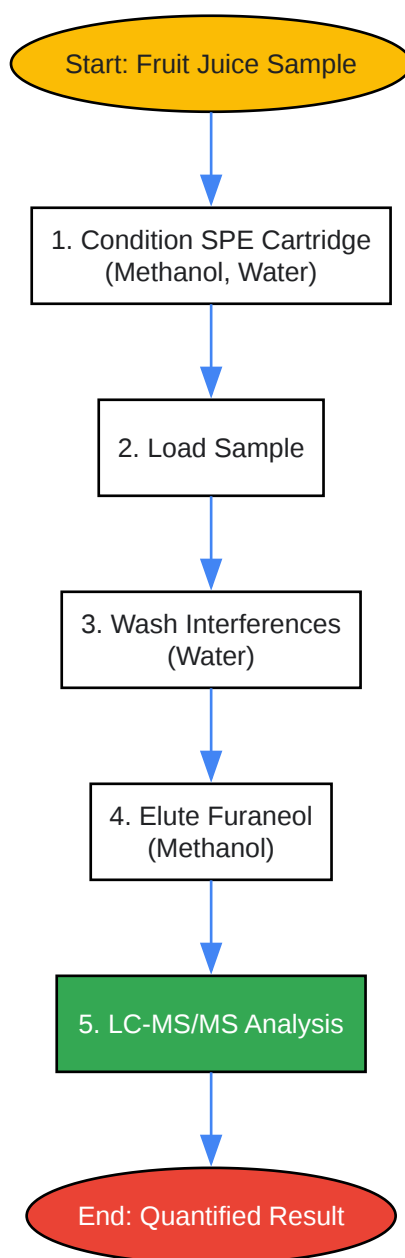 Start: Fruit Juice Sample
1. Condition SPE Cartridge
(Methanol, Water)
2. Load Sample
3. Wash Interferences
(Water)
4. Elute Furaneol
(Methanol)
5. LC-MS/MS Analysis
End: Quantified Result